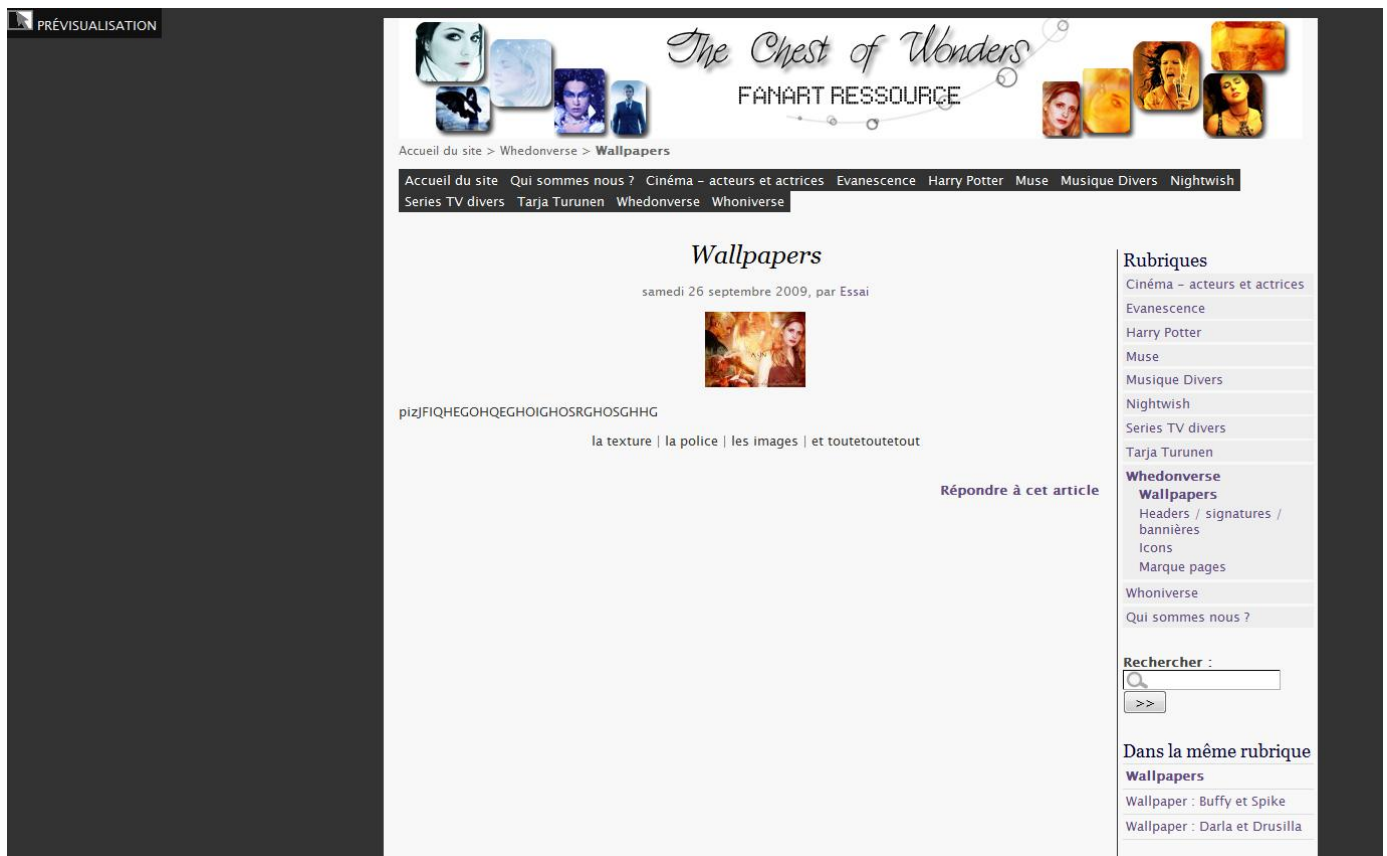 PRÉVISUALISATION
The Chest of Wonders
FANART RESSOURCE
Accueil du site > Whedonverse > Wallpapers
Accueil du site Qui sommes nous ? Cinéma – acteurs et actrices Evanescence Harry Potter Muse Musique Divers Nightwish
Series TV divers Tarja Turunen Whedonverse Whoniverse
Wallpapers
samedi 26 septembre 2009, par Essai
pizJFIQHEGOHQEGHOIGHOSRGHOSGHHG
la texture | la police | les images | et toutetoutetout
Répondre à cet article
Rubriques
Cinéma – acteurs et actrices
Evanescence
Harry Potter
Muse
Musique Divers
Nightwish
Series TV divers
Tarja Turunen
Whedonverse
Wallpapers
Headers / signatures /
bannières
Icons
Marque pages
Whoniverse
Qui sommes nous ?
Rechercher :
>>
Dans la même rubrique
Wallpapers
Wallpaper : Buffy et Spike
Wallpaper : Darla et Drusilla